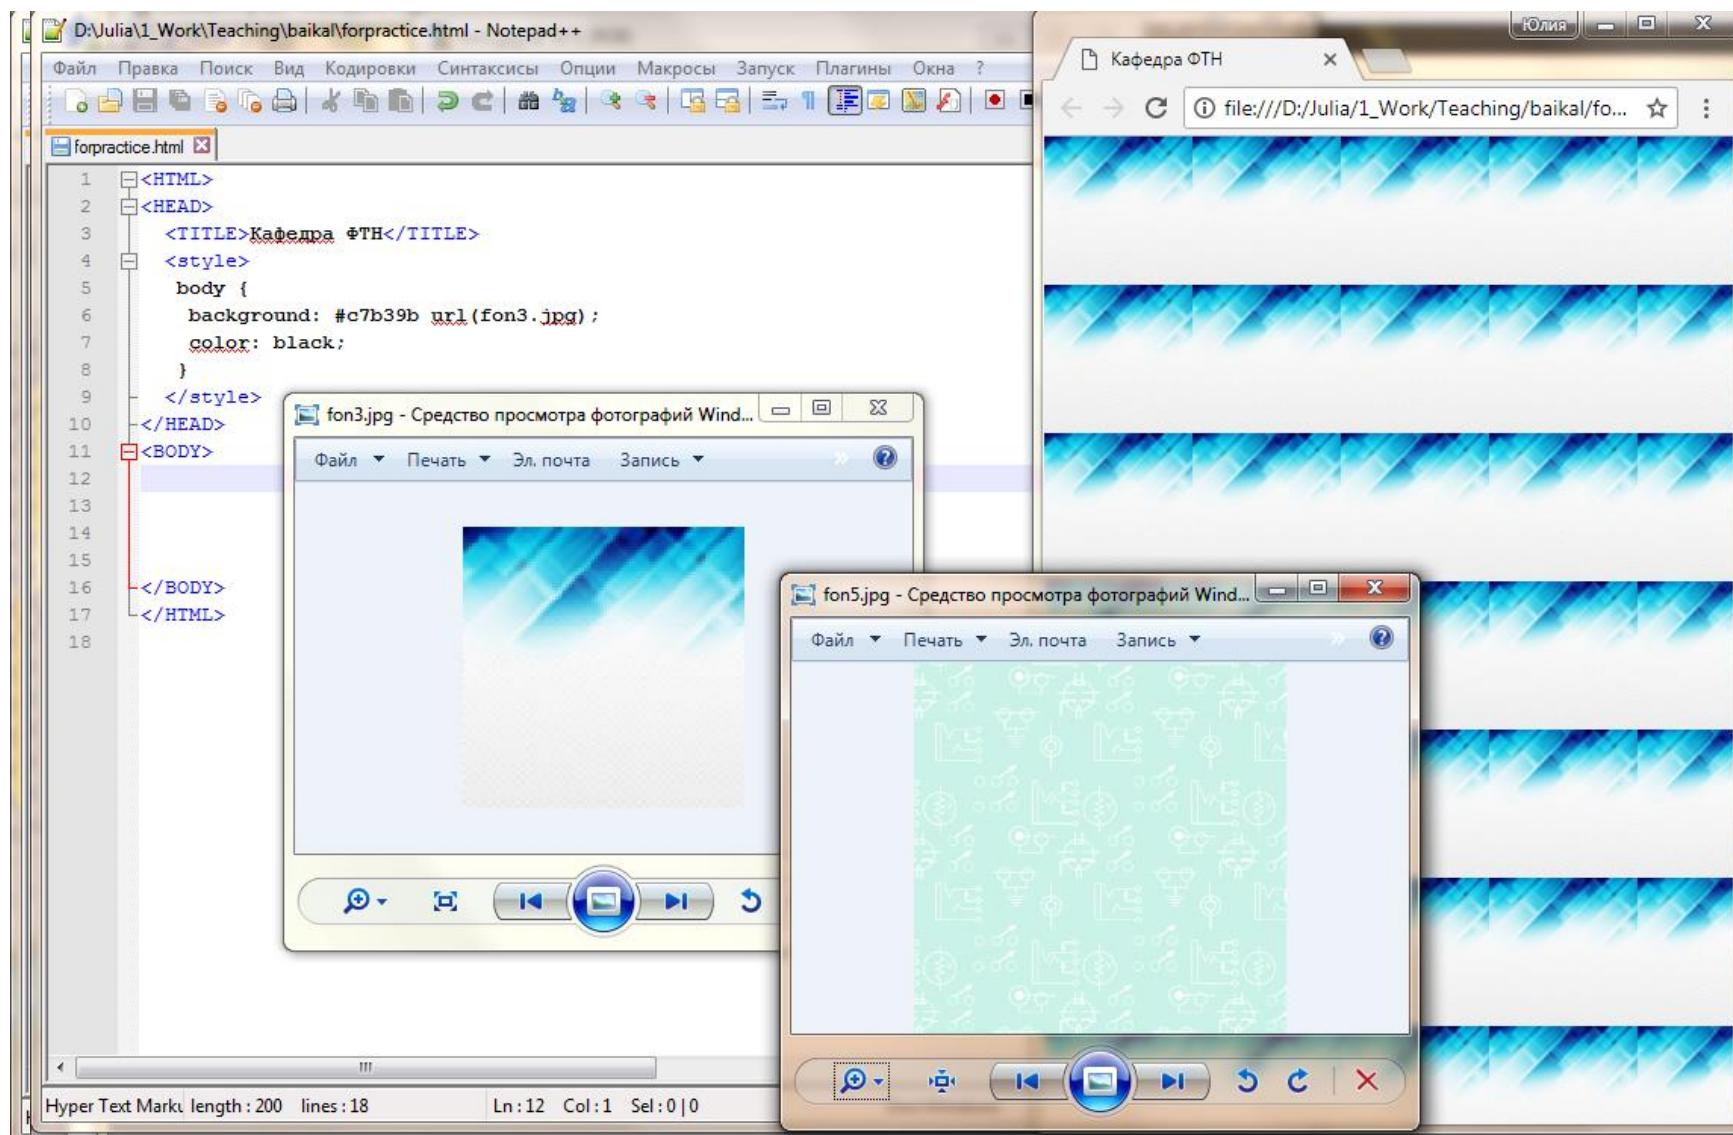 D:\Julia\1_Work\Teaching\baikal\forpractice.html - Notepad++
Файл Правка Поиск Вид Кодировки Синтаксисы Опции Макросы Запуск Плагины Окна ?
forpractice.html
1 <HTML>
2 <HEAD>
3 <TITLE>Кафедра ФТН</TITLE>
4 <style>
5 body {
6 background: #c7b39b url(fon3.jpg);
7 color: black;
8 }
9 </style>
10 </HEAD>
11 <BODY>
12
13
14
15
16 </BODY>
17 </HTML>
18
Hyper Text Marku length : 200 lines : 18 Ln : 12 Col : 1 Sel : 0 | 0
fon3.jpg - Средство просмотра фотографий Wind...
Файл Печать Эл. почта Запись
fon5.jpg - Средство просмотра фотографий Wind...
Файл Печать Эл. почта Запись
Юлия
Кафедра ФТН
file:///D:/Julia/1_Work/Teaching/baikal/fo...